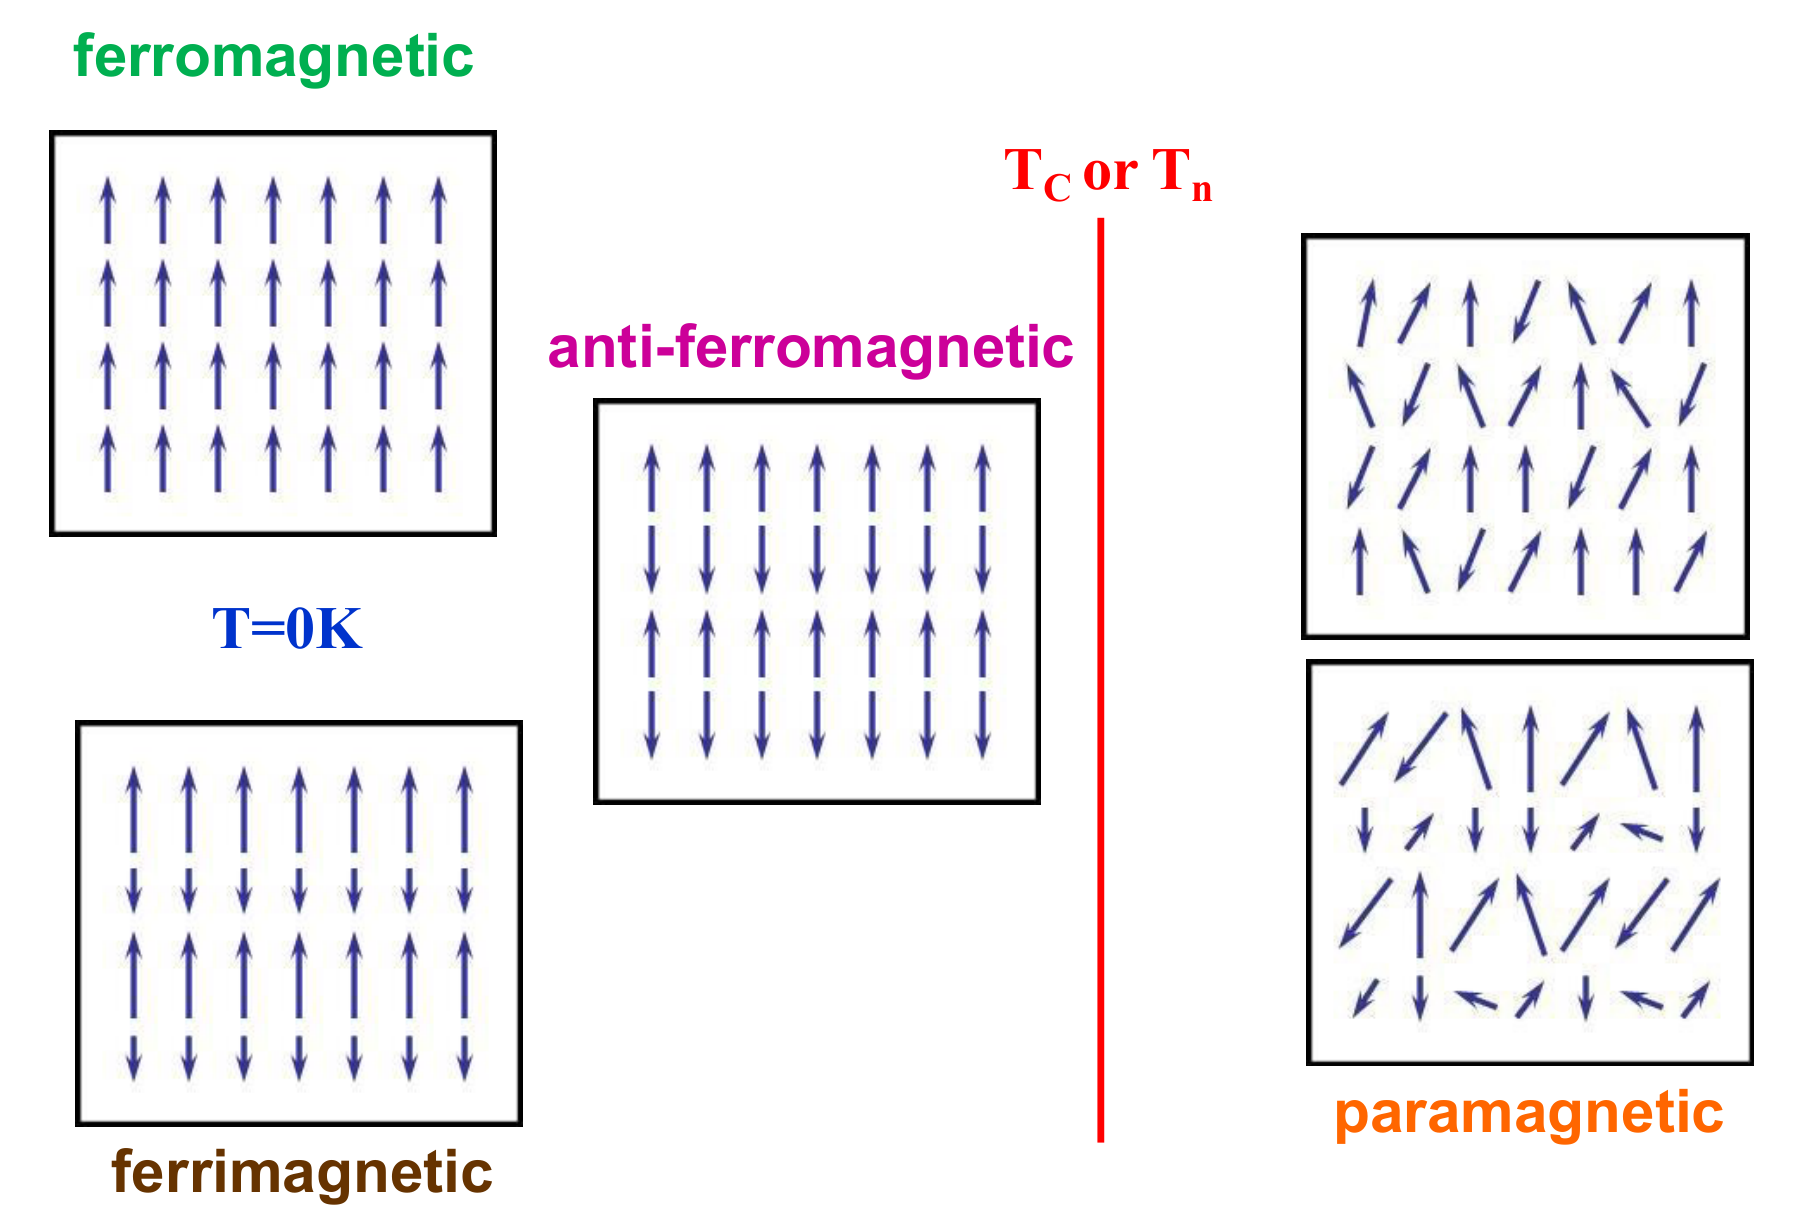 ferromagnetic
T_C or T_n
anti-ferromagnetic
T=0K
paramagnetic
ferrimagnetic